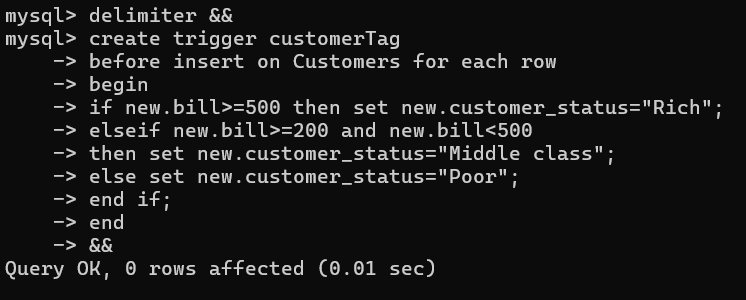 mysql> delimiter &&
mysql> create trigger customerTag
    -> before insert on Customers for each row
    -> begin
    -> if new.bill>=500 then set new.customer_status="Rich";
    -> elseif new.bill>=200 and new.bill<500
    -> then set new.customer_status="Middle class";
    -> else set new.customer_status="Poor";
    -> end if;
    -> end
    -> &&
Query OK, 0 rows affected (0.01 sec)